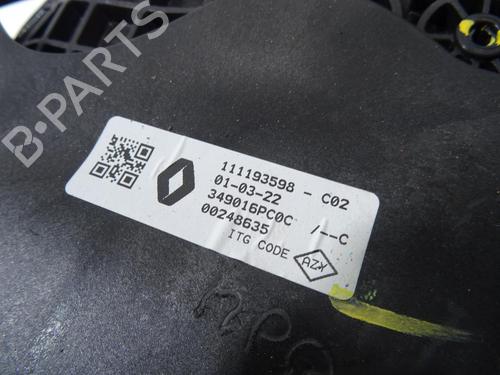 B-PARTS
111193598 - C02
01-03-22
349016PC0C /--C
00248635
ITG CODE
AZY